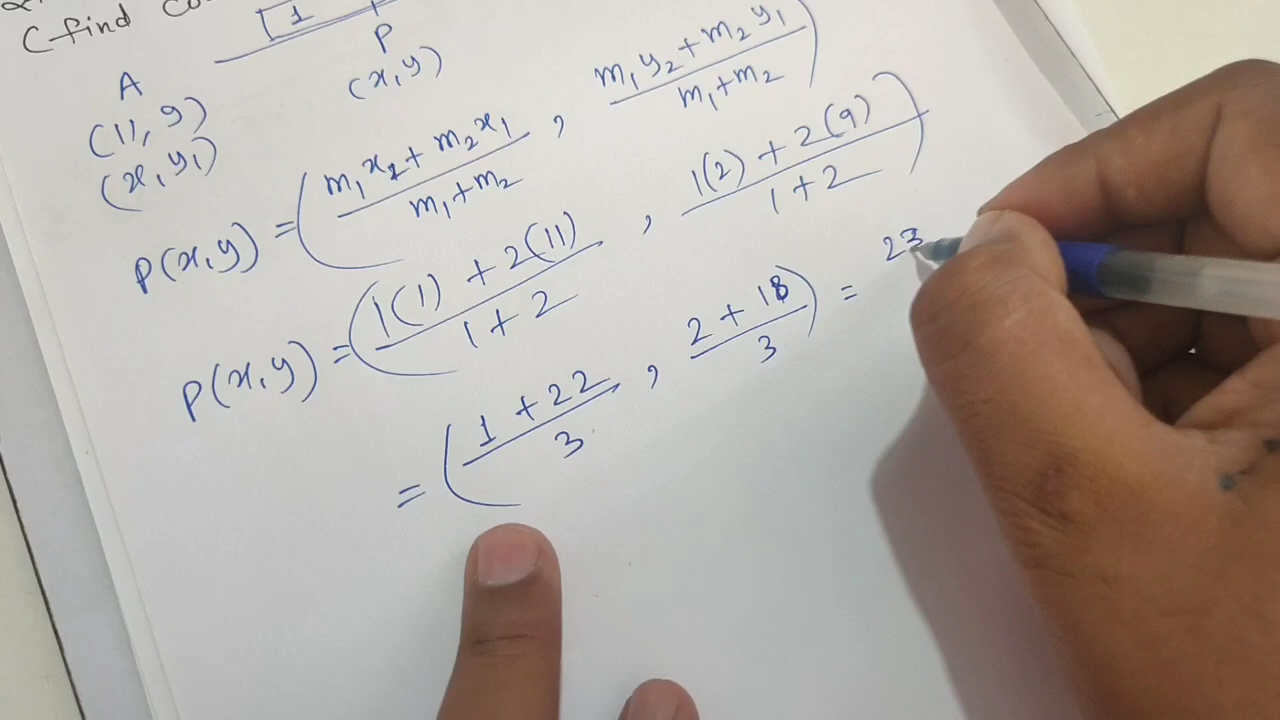 (find
1
P
(x,y)
A
(11, 9)
(x, y₁)
P(x,y) = ( m₁x₂ + m₂x₁ / m₁+m₂ , m₁y₂ + m₂y₁ / m₁+m₂ )
P(x,y) = ( 1(1) + 2(11) / 1+2 , 1(2) + 2(9) / 1+2 )
= ( 1 + 22 / 3 , 2 + 18 / 3 ) = 23